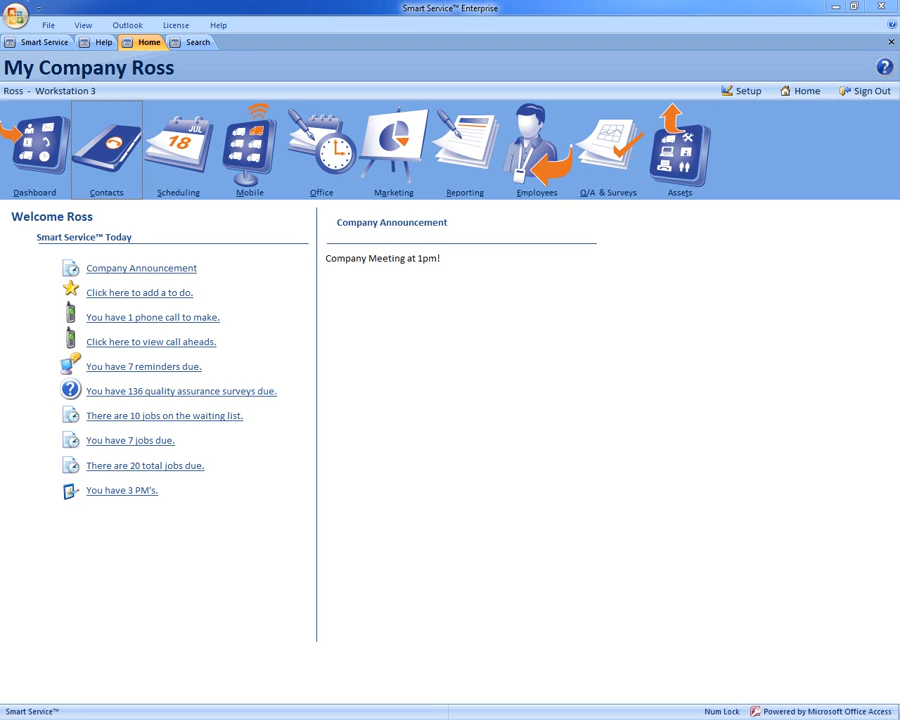 Smart Service™ Enterprise
File View Outlook License Help
Smart Service Help Home Search
My Company Ross
Ross - Workstation 3 Setup Home Sign Out
JUL
18
Dashboard Contacts Scheduling Mobile Office Marketing Reporting Employees Q/A & Surveys Assets
Welcome Ross
Smart Service™ Today
Company Announcement
Click here to add a to do.
You have 1 phone call to make.
Click here to view call aheads.
You have 7 reminders due.
You have 136 quality assurance surveys due.
There are 10 jobs on the waiting list.
You have 7 jobs due.
There are 20 total jobs due.
You have 3 PM's.
Company Announcement
Company Meeting at 1pm!
Smart Service™ Num Lock Powered by Microsoft Office Access